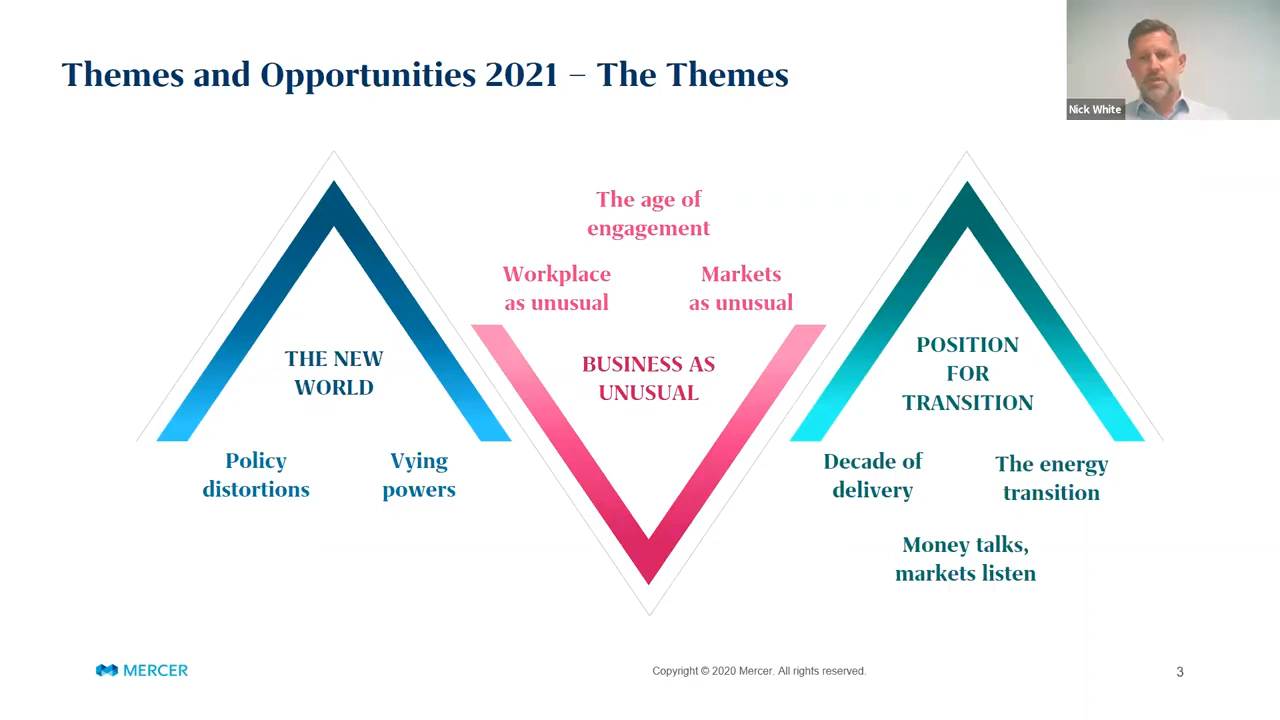 Themes and Opportunities 2021 – The Themes
Nick White
THE NEW
WORLD
Policy
distortions
Vying
powers
The age of
engagement
Workplace
as unusual
Markets
as unusual
BUSINESS AS
UNUSUAL
POSITION
FOR
TRANSITION
Decade of
delivery
The energy
transition
Money talks,
markets listen
MERCER
Copyright © 2020 Mercer. All rights reserved.
3